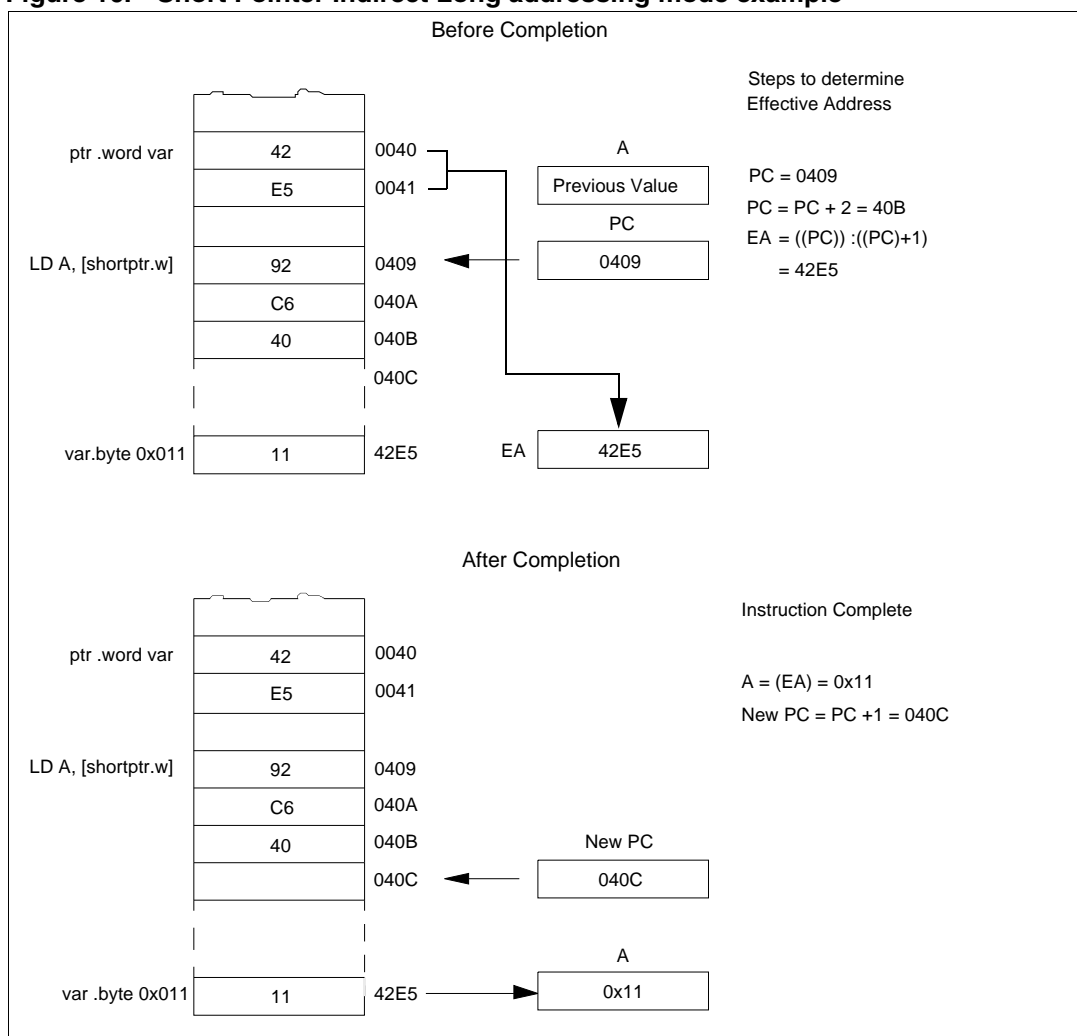 Figure 16. Short Pointer Indirect Long addressing mode example
Before Completion
Steps to determine
Effective Address
ptr .word var
42
0040
E5
0041
A
Previous Value
PC
0409
PC = 0409
PC = PC + 2 = 40B
EA = ((PC)) :((PC)+1)
= 42E5
LD A, [shortptr.w]
92
0409
C6
040A
40
040B
040C
var.byte 0x011
11
42E5
EA
42E5
After Completion
Instruction Complete
ptr .word var
42
0040
E5
0041
A = (EA) = 0x11
New PC = PC +1 = 040C
LD A, [shortptr.w]
92
0409
C6
040A
40
040B
New PC
040C
040C
A
var .byte 0x011
11
42E5
0x11